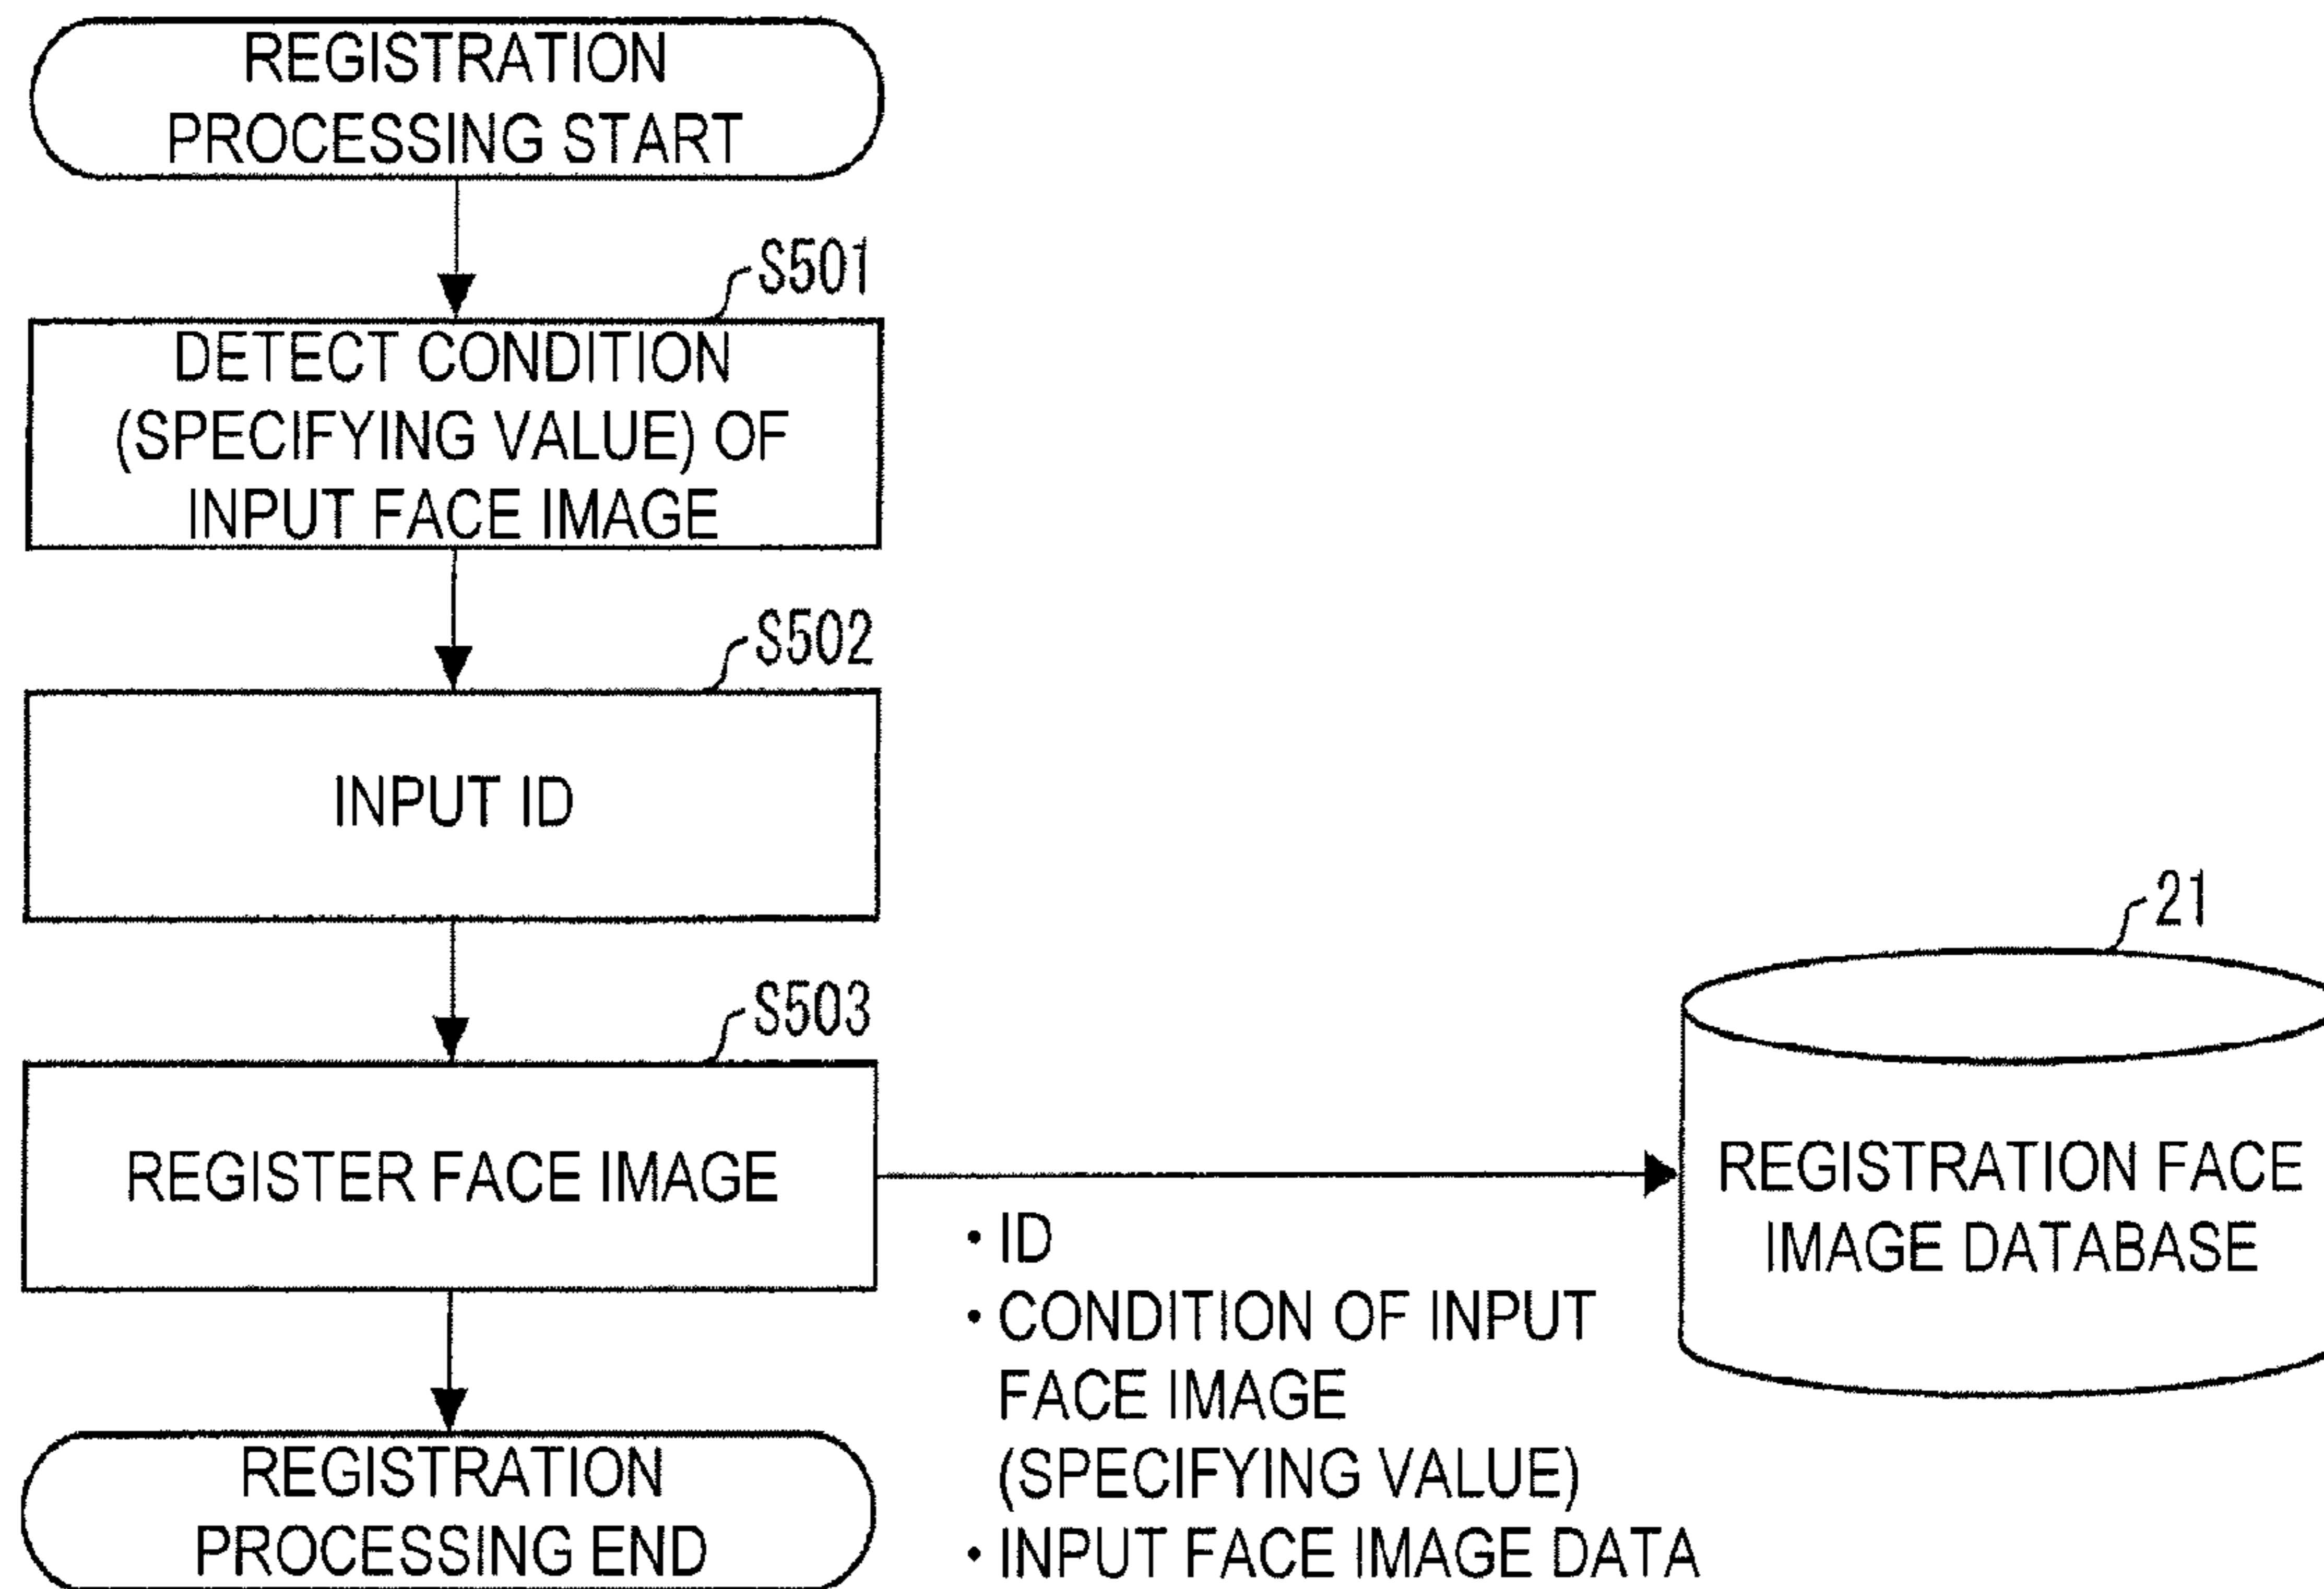 REGISTRATION
PROCESSING START
S501
DETECT CONDITION
(SPECIFYING VALUE) OF
INPUT FACE IMAGE
S502
INPUT ID
S503
REGISTER FACE IMAGE
21
REGISTRATION FACE
IMAGE DATABASE
• ID
• CONDITION OF INPUT
FACE IMAGE
(SPECIFYING VALUE)
• INPUT FACE IMAGE DATA
REGISTRATION
PROCESSING END